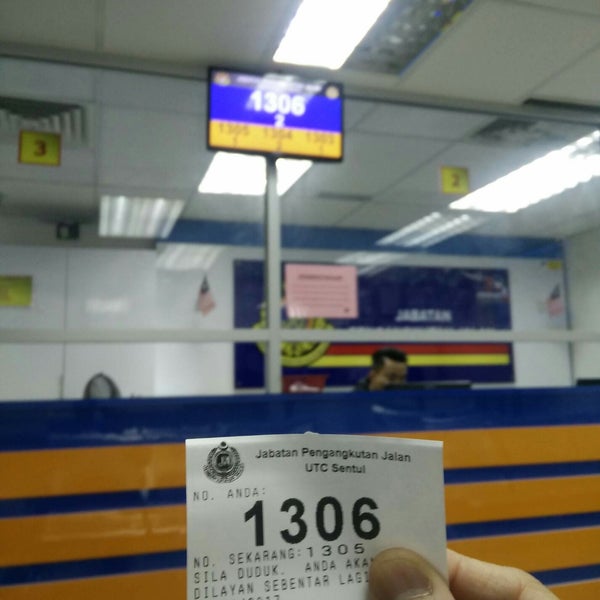 1306
2
1305 1304 1303
3
2
JABATAN
Jabatan Pengangkutan Jalan
UTC Sentul
NO. ANDA:
1306
NO. SEKARANG: 1305
SILA DUDUK. ANDA AKAN
DILAYAN SEBENTAR LAGI